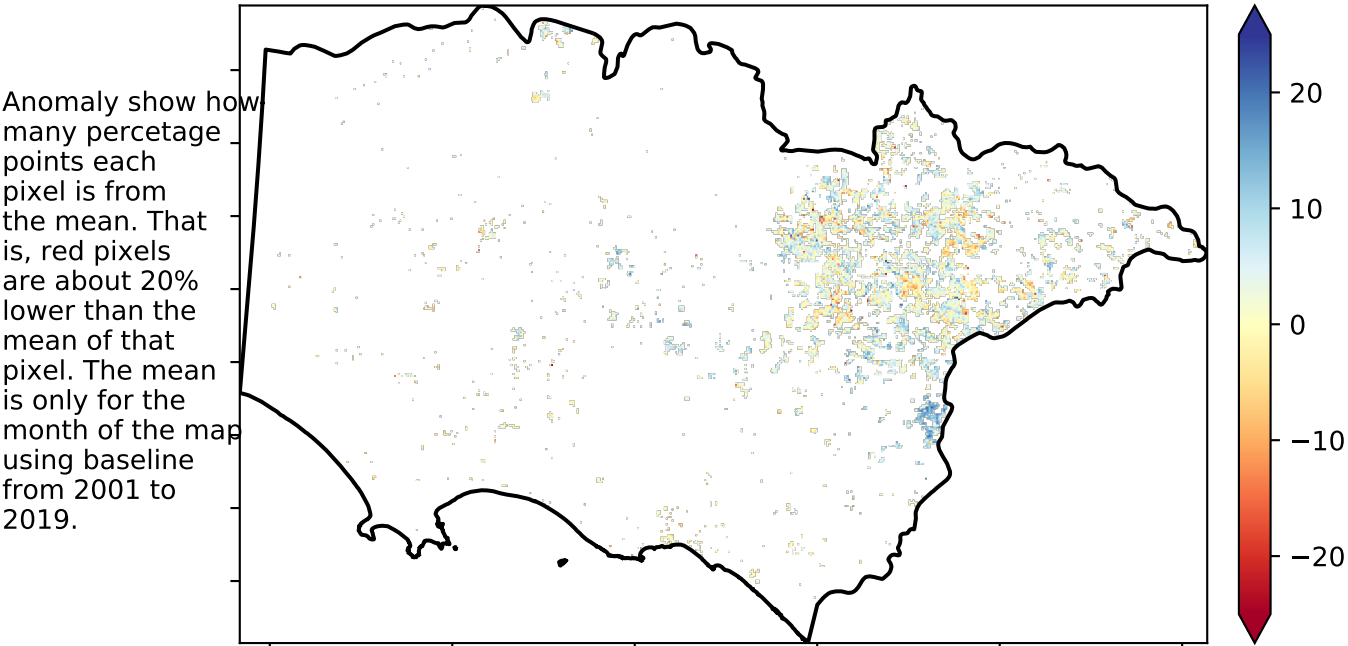 Anomaly show how
many percetage
points each
pixel is from
the mean. That
is, red pixels
are about 20%
lower than the
mean of that
pixel. The mean
is only for the
month of the map
using baseline
from 2001 to
2019.
20
10
0
−10
−20